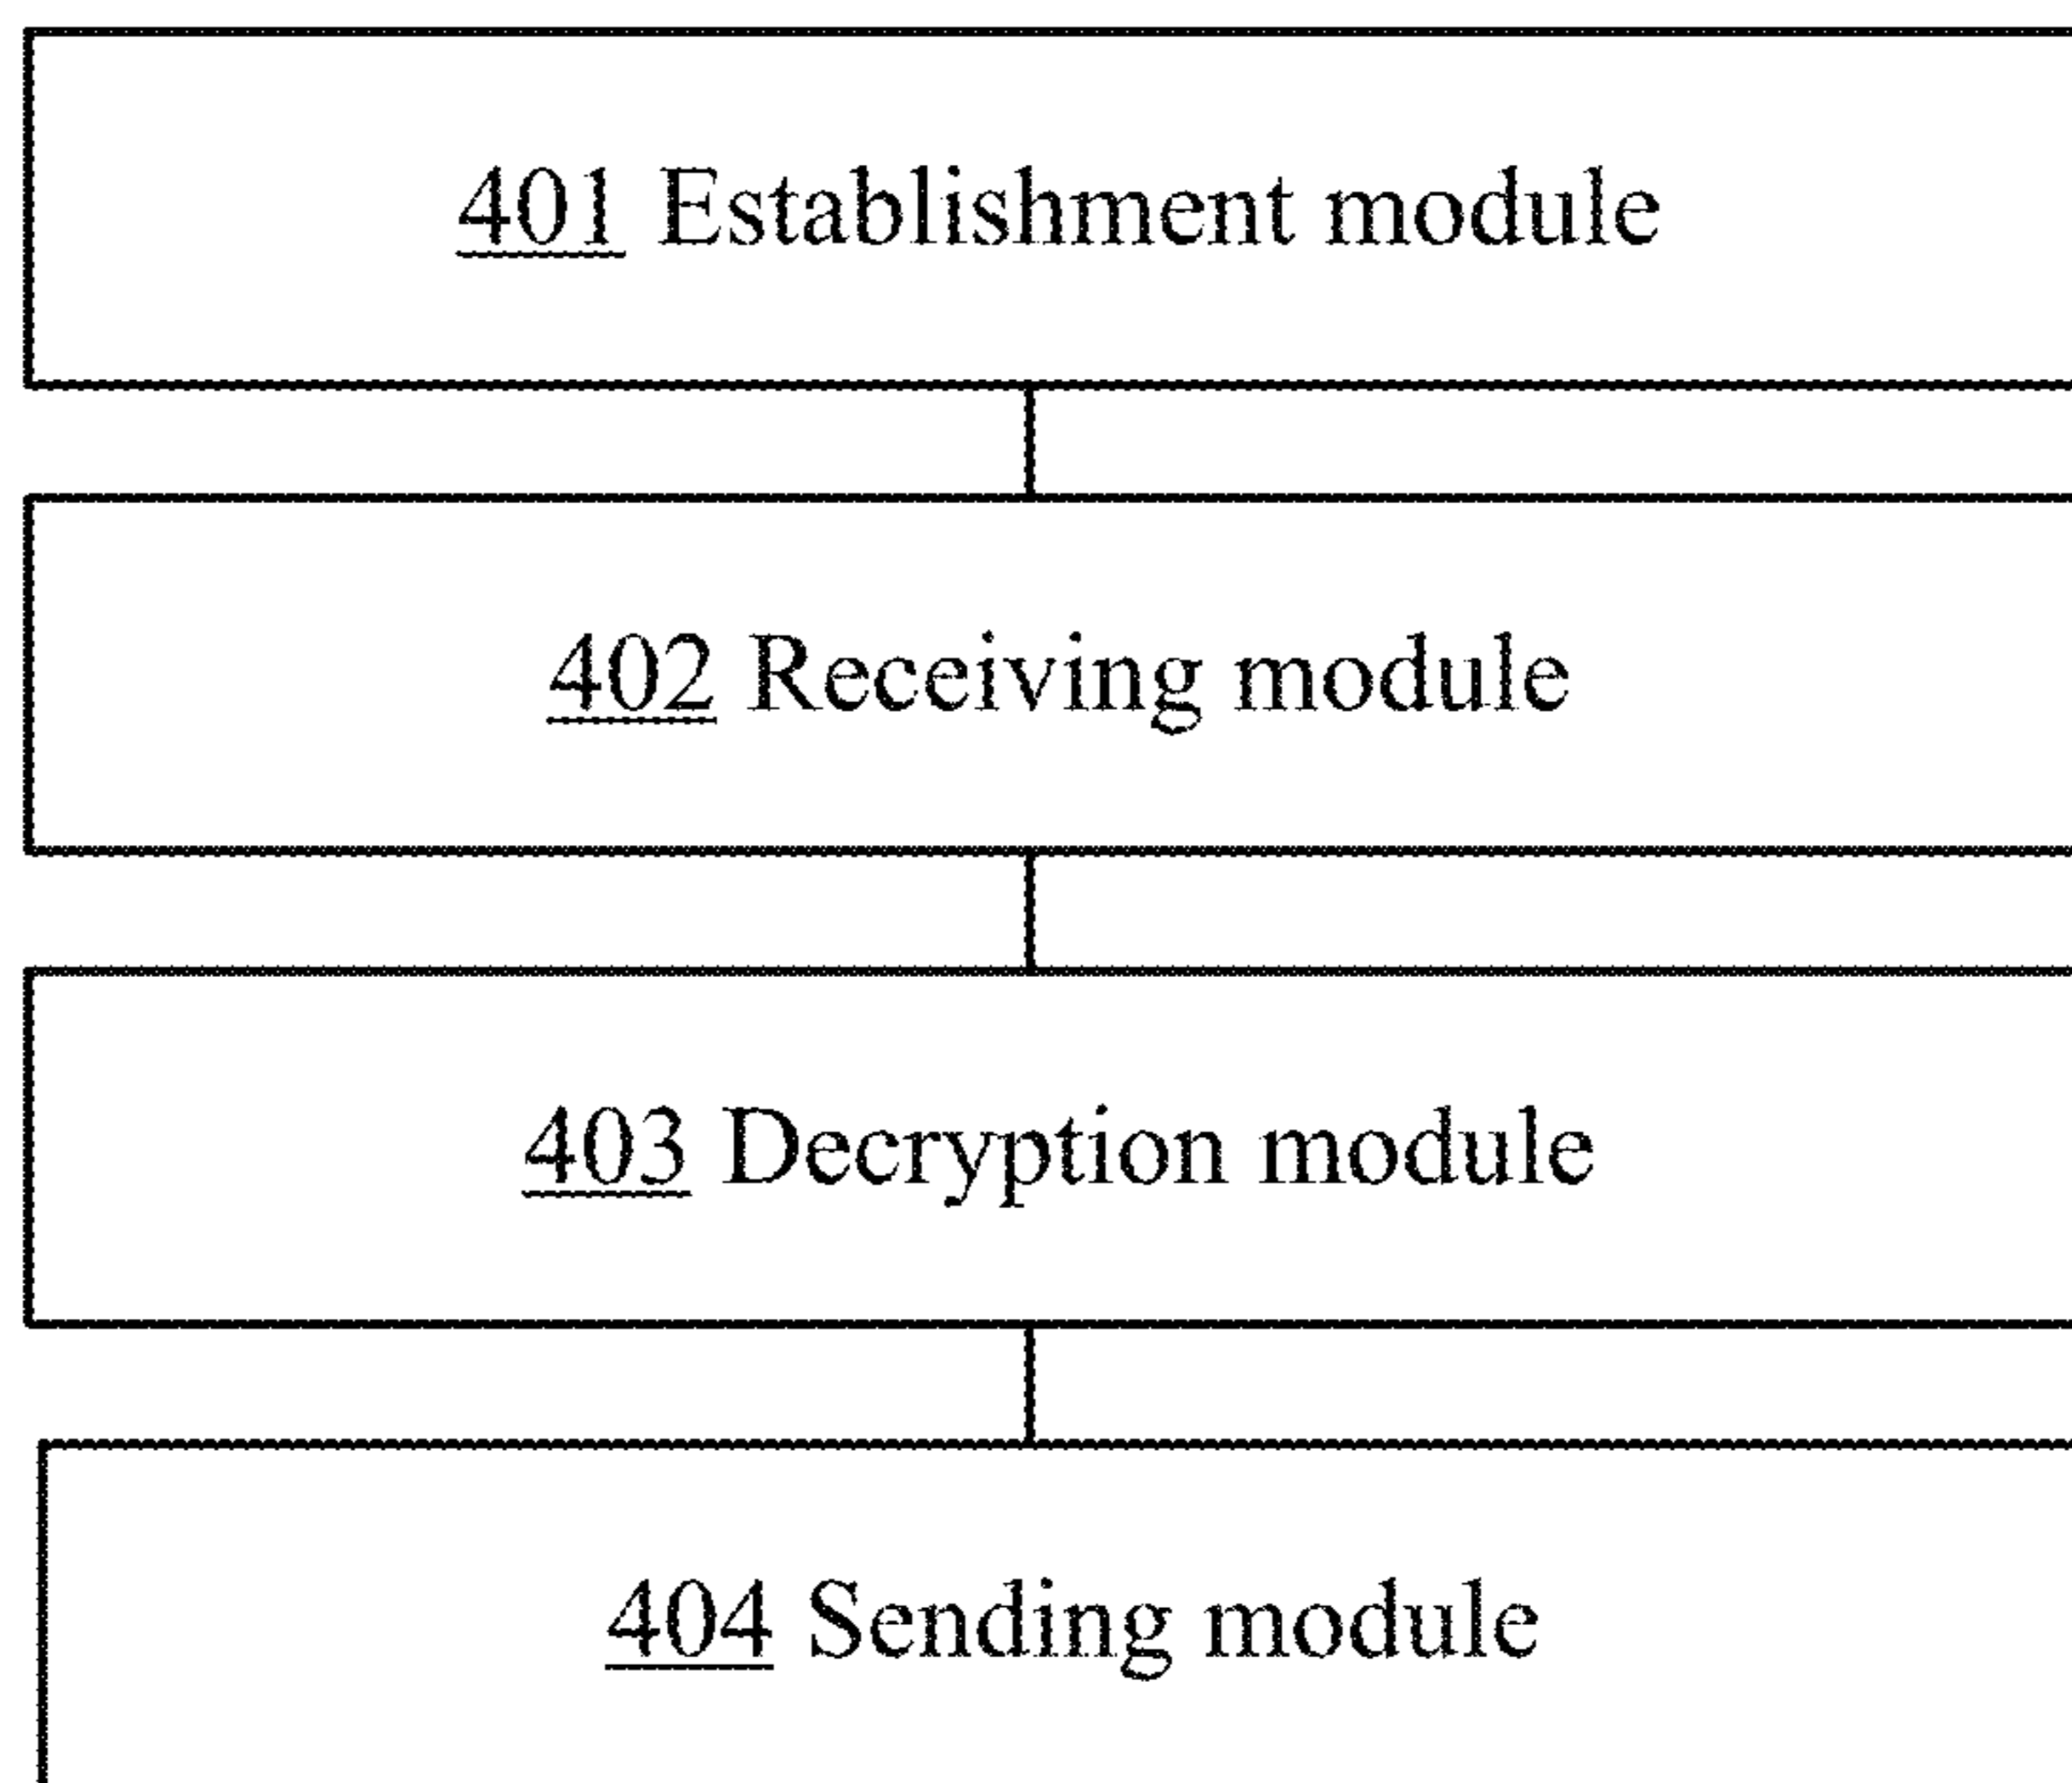 401 Establishment module
402 Receiving module
403 Decryption module
404 Sending module